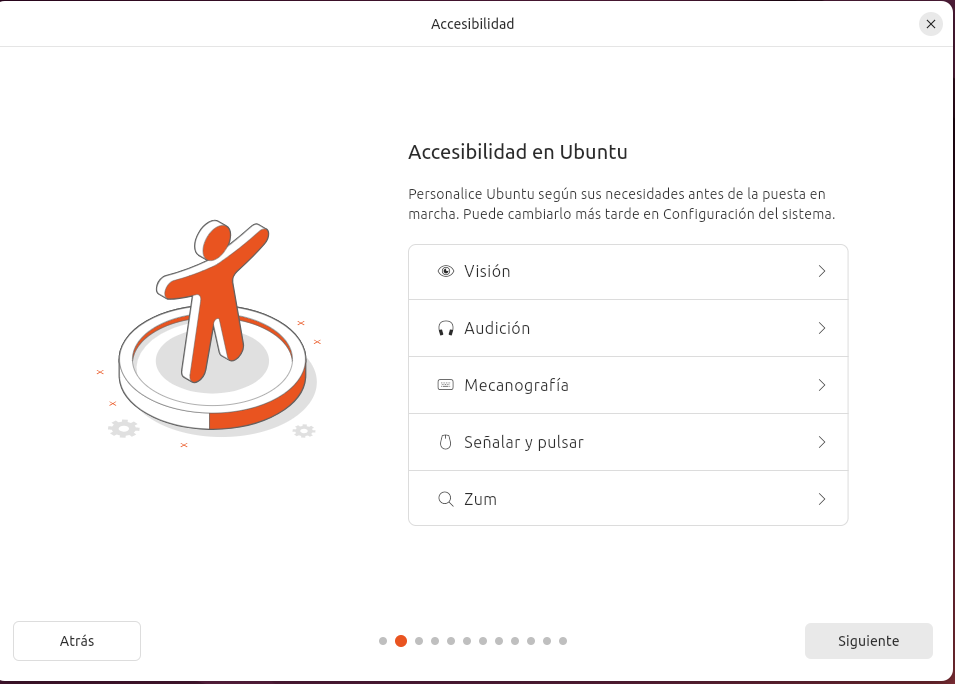 Accesibilidad
Accesibilidad en Ubuntu
Personalice Ubuntu según sus necesidades antes de la puesta en
marcha. Puede cambiarlo más tarde en Configuración del sistema.
Visión
Audición
Mecanografía
Señalar y pulsar
Zum
Atrás
Siguiente